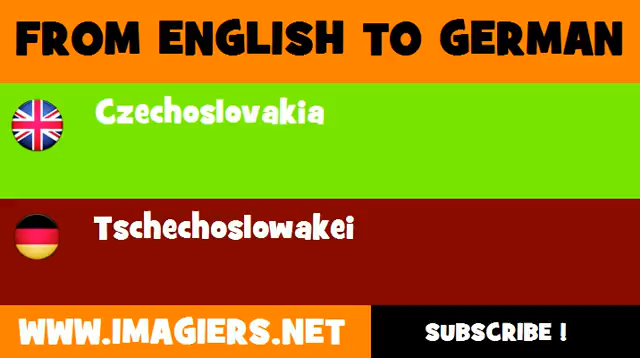 FROM ENGLISH TO GERMAN
Czechoslovakia
Tschechoslowakei
WWW.IMAGIERS.NET
SUBSCRIBE !